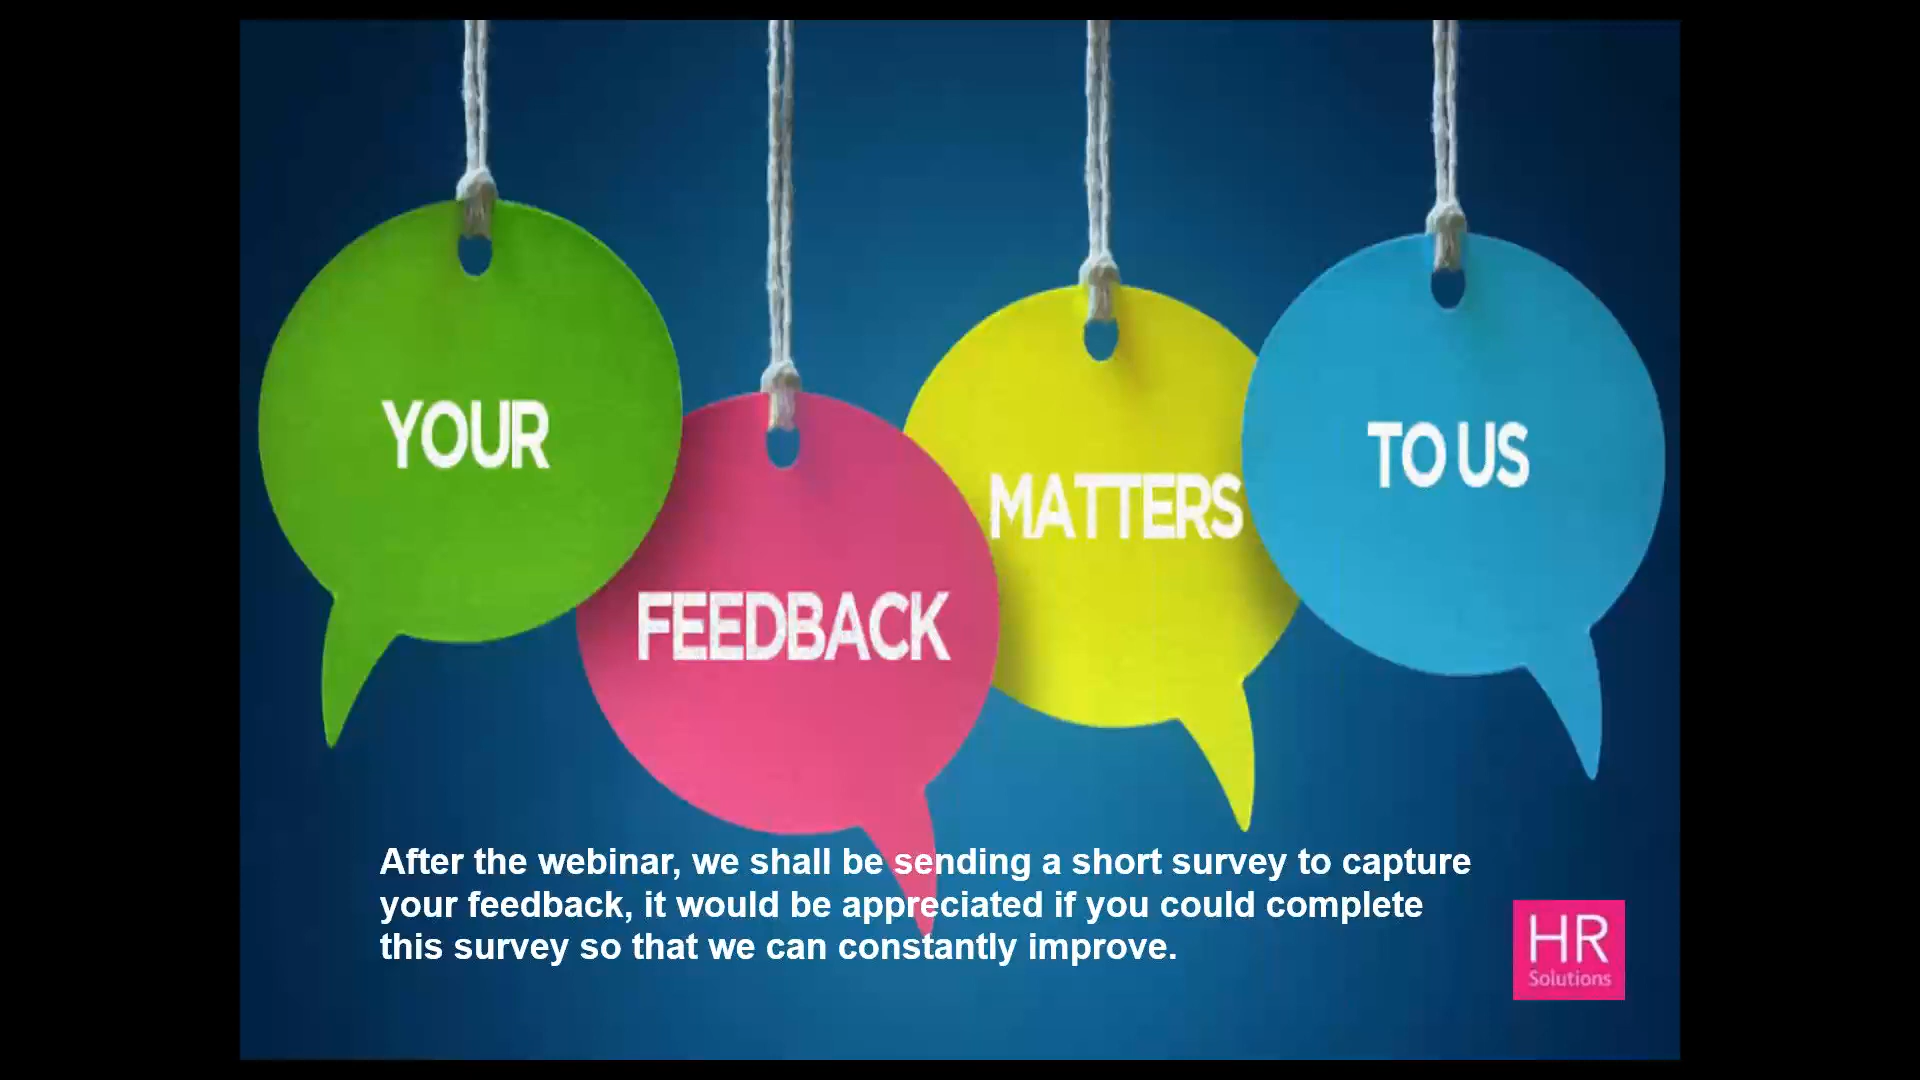 YOUR
FEEDBACK
MATTERS
TO US
After the webinar, we shall be sending a short survey to capture
your feedback, it would be appreciated if you could complete
this survey so that we can constantly improve.
HR
Solutions